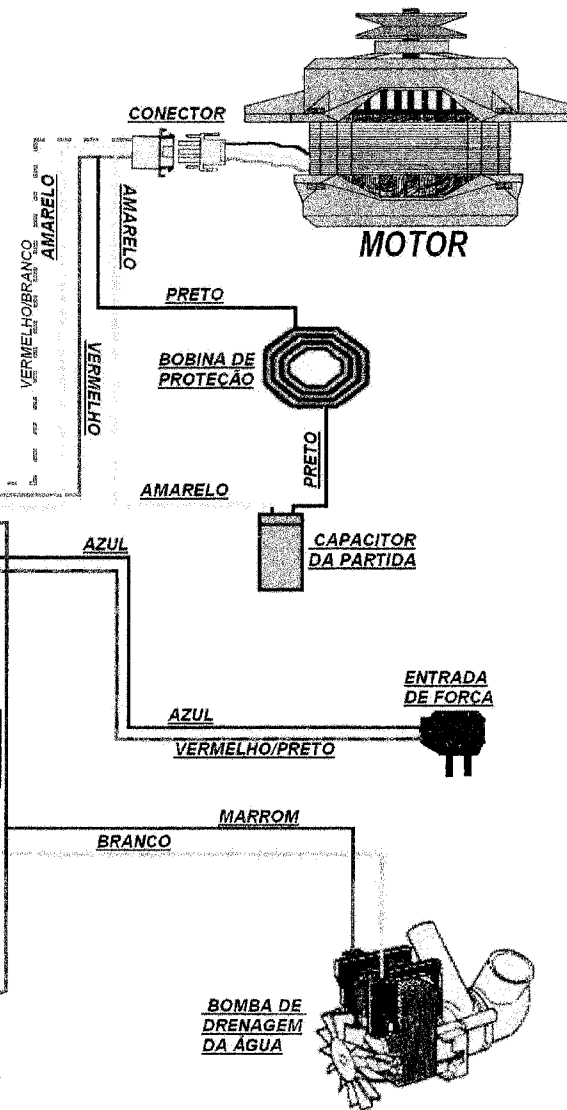 CONECTOR
MOTOR
VERMELHO/BRANCO
AMARELO
AMARELO
VERMELHO
PRETO
BOBINA DE
PROTEÇÃO
PRETO
AMARELO
CAPACITOR
DA PARTIDA
AZUL
ENTRADA
DE FORÇA
AZUL
VERMELHO/PRETO
MARROM
BRANCO
BOMBA DE
DRENAGEM
DA ÁGUA